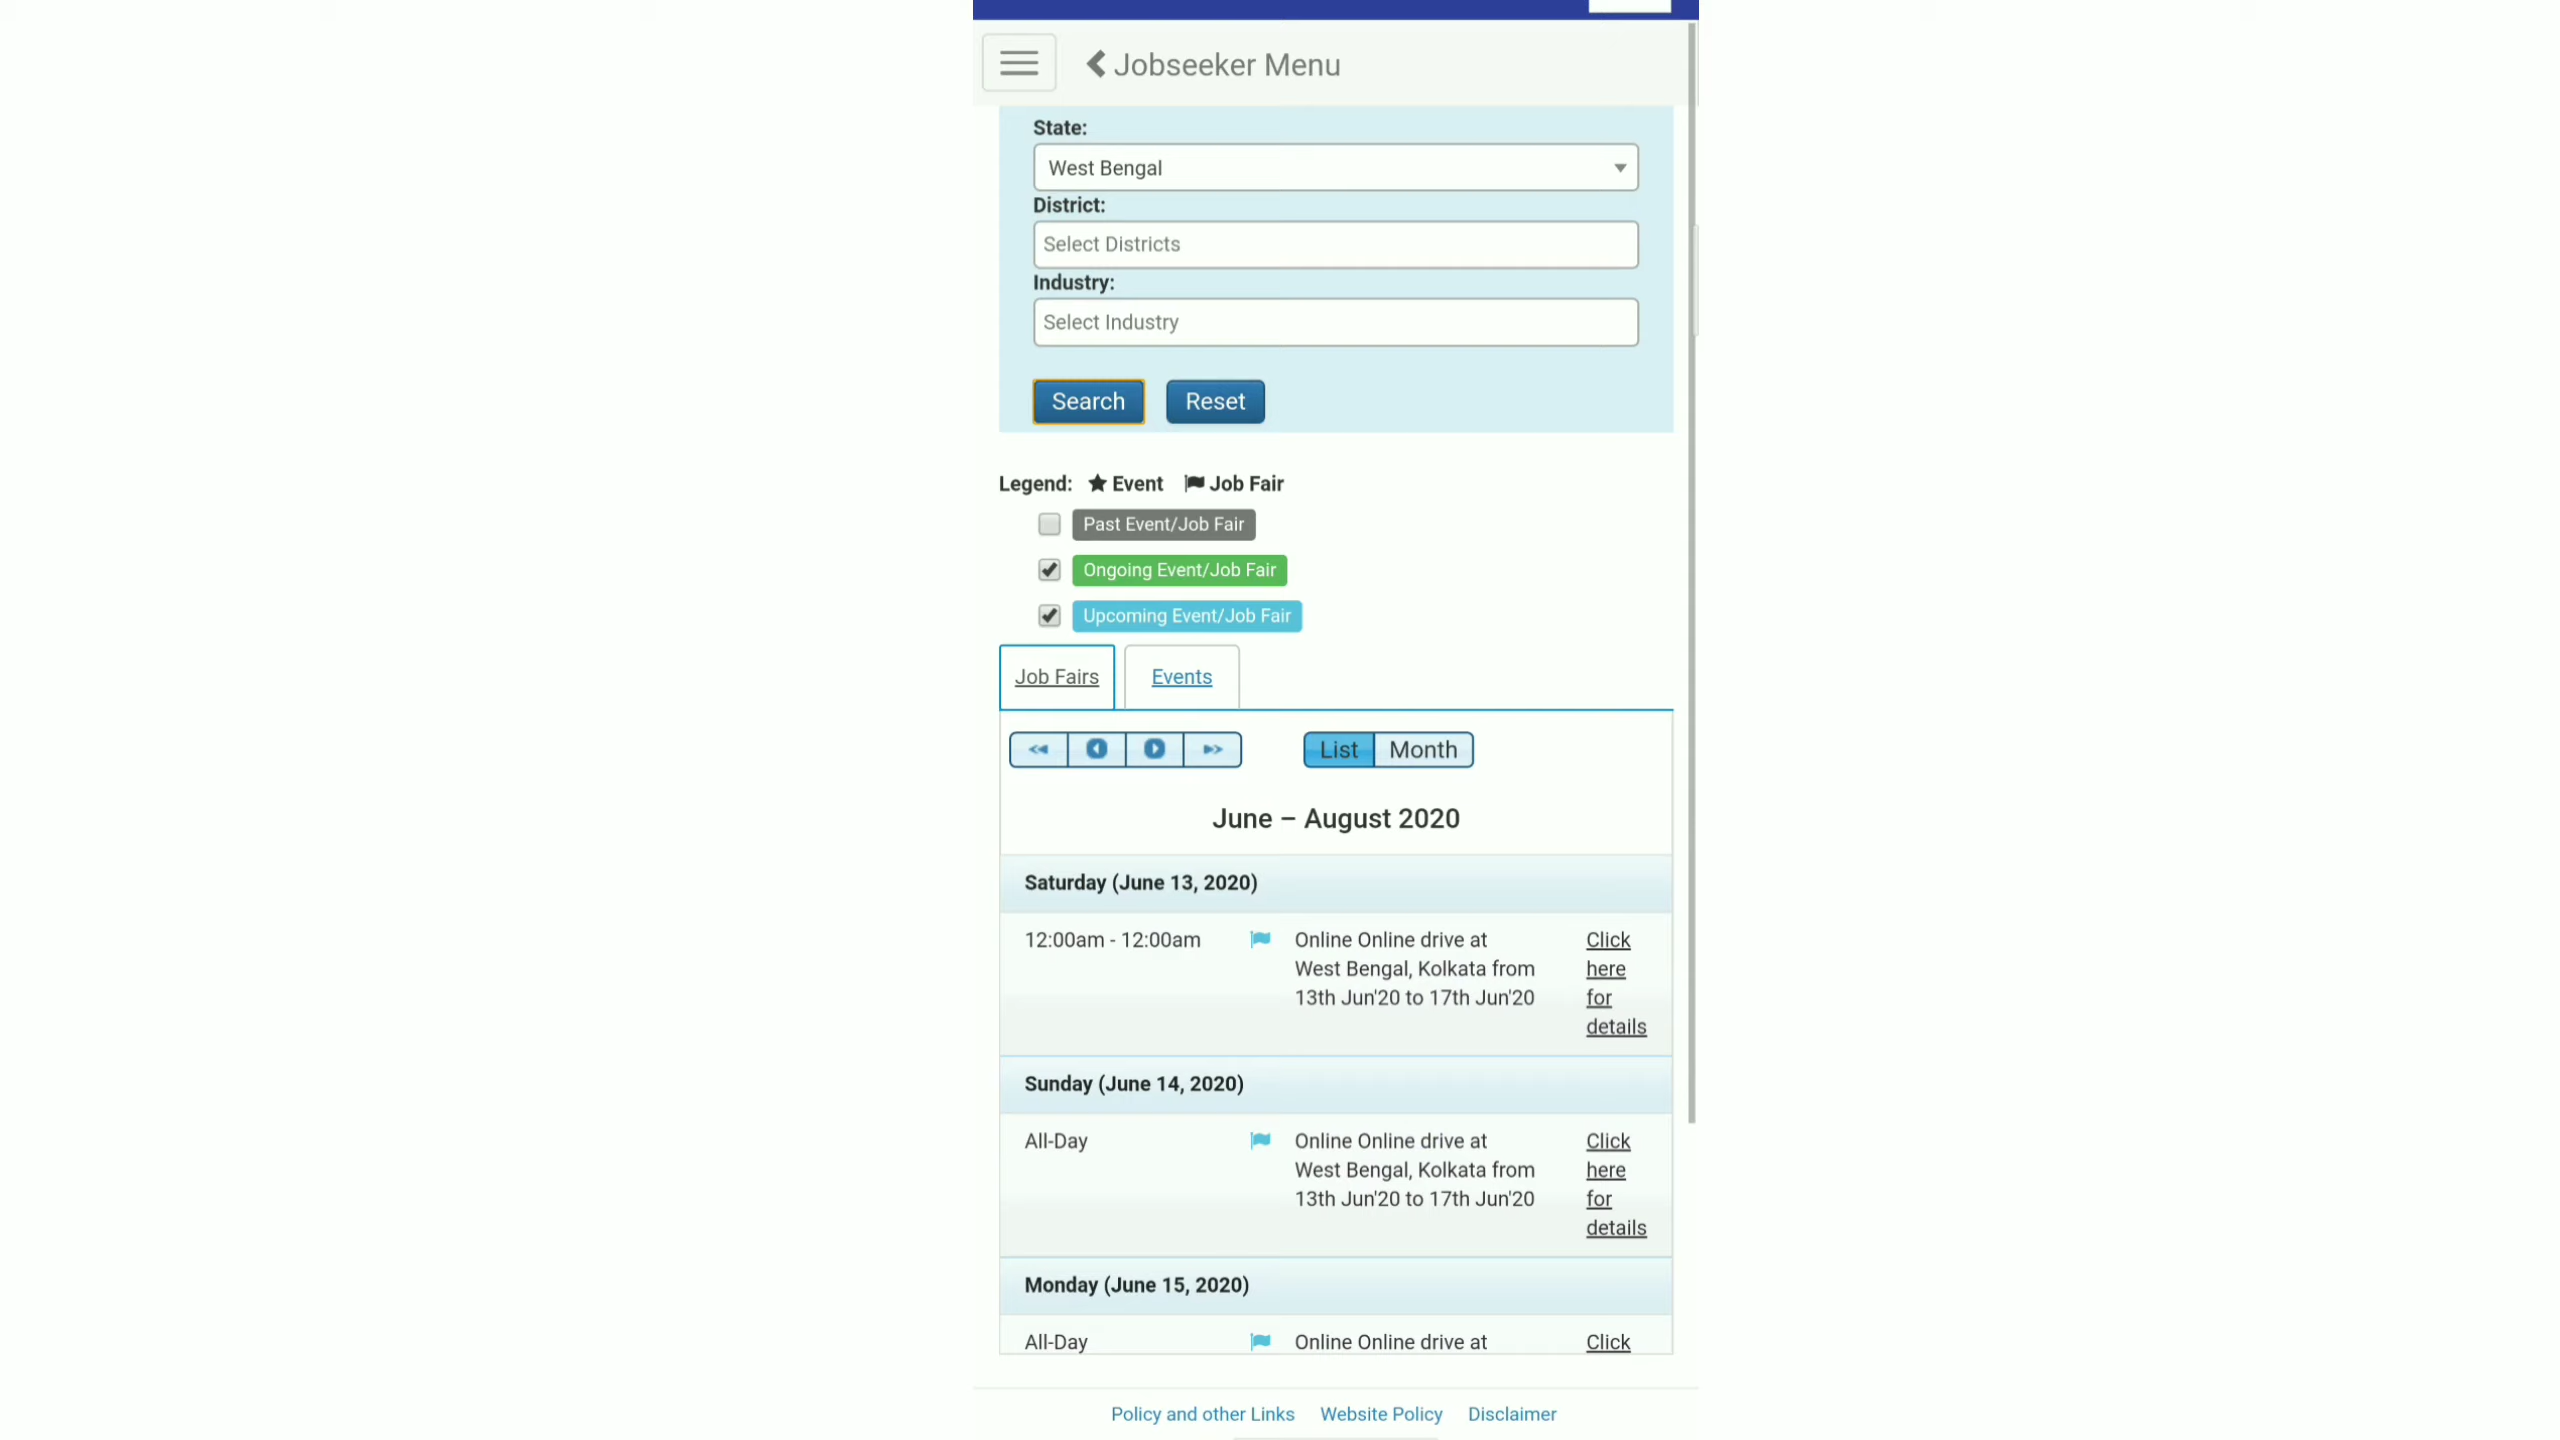 Jobseeker Menu
State:
West Bengal
District:
Select Districts
Industry:
Select Industry
Search Reset
Legend: Event Job Fair
Past Event/Job Fair
Ongoing Event/Job Fair
Upcoming Event/Job Fair
Job Fairs Events
List Month
June – August 2020
Saturday (June 13, 2020)
12:00am - 12:00am Online Online drive at Click
West Bengal, Kolkata from here
13th Jun'20 to 17th Jun'20 for
details
Sunday (June 14, 2020)
All-Day Online Online drive at Click
West Bengal, Kolkata from here
13th Jun'20 to 17th Jun'20 for
details
Monday (June 15, 2020)
All-Day Online Online drive at Click
Policy and other Links Website Policy Disclaimer